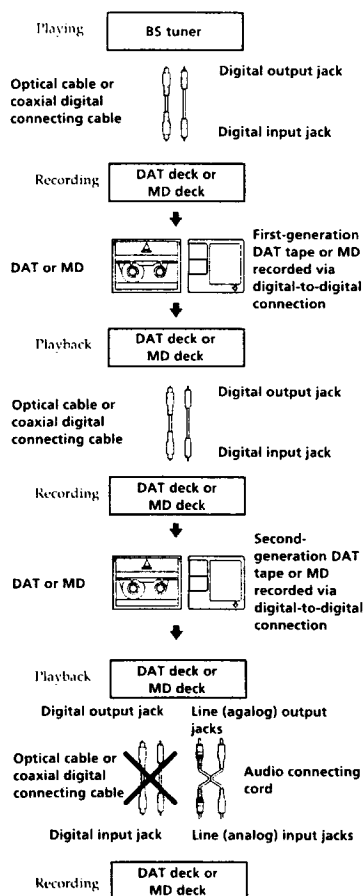 Playing
BS tuner
Optical cable or
coaxial digital
connecting cable
Digital output jack
Digital input jack
Recording
DAT deck or
MD deck
DAT or MD
First-generation
DAT tape or MD
recorded via
digital-to-digital
connection
Playback
DAT deck or
MD deck
Optical cable or
coaxial digital
connecting cable
Digital output jack
Digital input jack
Recording
DAT deck or
MD deck
DAT or MD
Second-
generation DAT
tape or MD
recorded via
digital-to-digital
connection
Playback
DAT deck or
MD deck
Digital output jack
Line (agalog) output
jacks
Optical cable or
coaxial digital
connecting cable
Audio connecting
cord
Digital input jack
Line (analog) input jacks
Recording
DAT deck or
MD deck